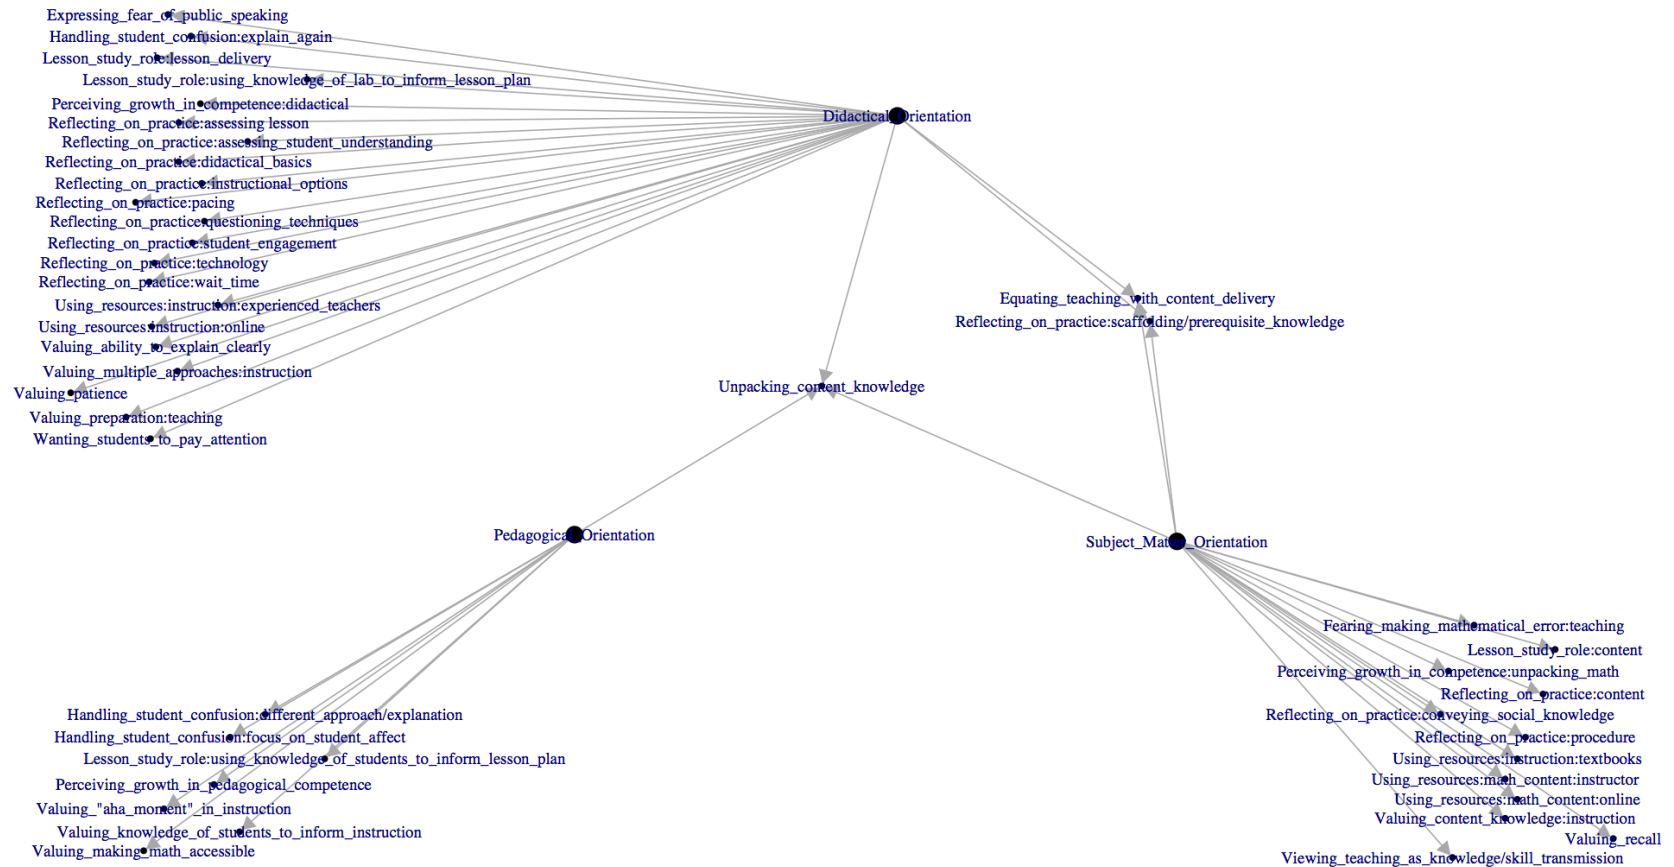 Expressing_fear_of_public_speaking
Handling_student_confusion:explain_again
Lesson_study_role:lesson_delivery
Lesson_study_role:using_knowledge_of_lab_to_inform_lesson_plan
Perceiving_growth_in_competence:didactical
Reflecting_on_practice:assessing lesson
Reflecting_on_practice:assessing_student_understanding
Reflecting_on_practice:didactical_basics
Reflecting_on_practice:instructional_options
Reflecting_on_practice:pacing
Reflecting_on_practice:questioning_techniques
Reflecting_on_practice:student_engagement
Reflecting_on_practice:technology
Reflecting_on_practice:wait_time
Using_resources:instruction:experienced_teachers
Using_resources:instruction:online
Valuing_ability_to_explain_clearly
Valuing_multiple_approaches:instruction
Valuing_patience
Valuing_preparation:teaching
Wanting_students_to_pay_attention
Didactical_Orientation
Equating_teaching_with_content_delivery
Reflecting_on_practice:scaffolding/prerequisite_knowledge
Unpacking_content_knowledge
Pedagogical_Orientation
Subject_Matter_Orientation
Handling_student_confusion:different_approach/explanation
Handling_student_confusion:focus_on_student_affect
Lesson_study_role:using_knowledge_of_students_to_inform_lesson_plan
Perceiving_growth_in_pedagogical_competence
Valuing_"aha_moment"_in_instruction
Valuing_knowledge_of_students_to_inform_instruction
Valuing_making_math_accessible
Fearing_making_mathematical_error:teaching
Lesson_study_role:content
Perceiving_growth_in_competence:unpacking_math
Reflecting_on_practice:content
Reflecting_on_practice:conveying_social_knowledge
Reflecting_on_practice:procedure
Using_resources:instruction:textbooks
Using_resources:math_content:instructor
Using_resources:math_content:online
Valuing_content_knowledge:instruction
Valuing_recall
Viewing_teaching_as_knowledge/skill_transmission